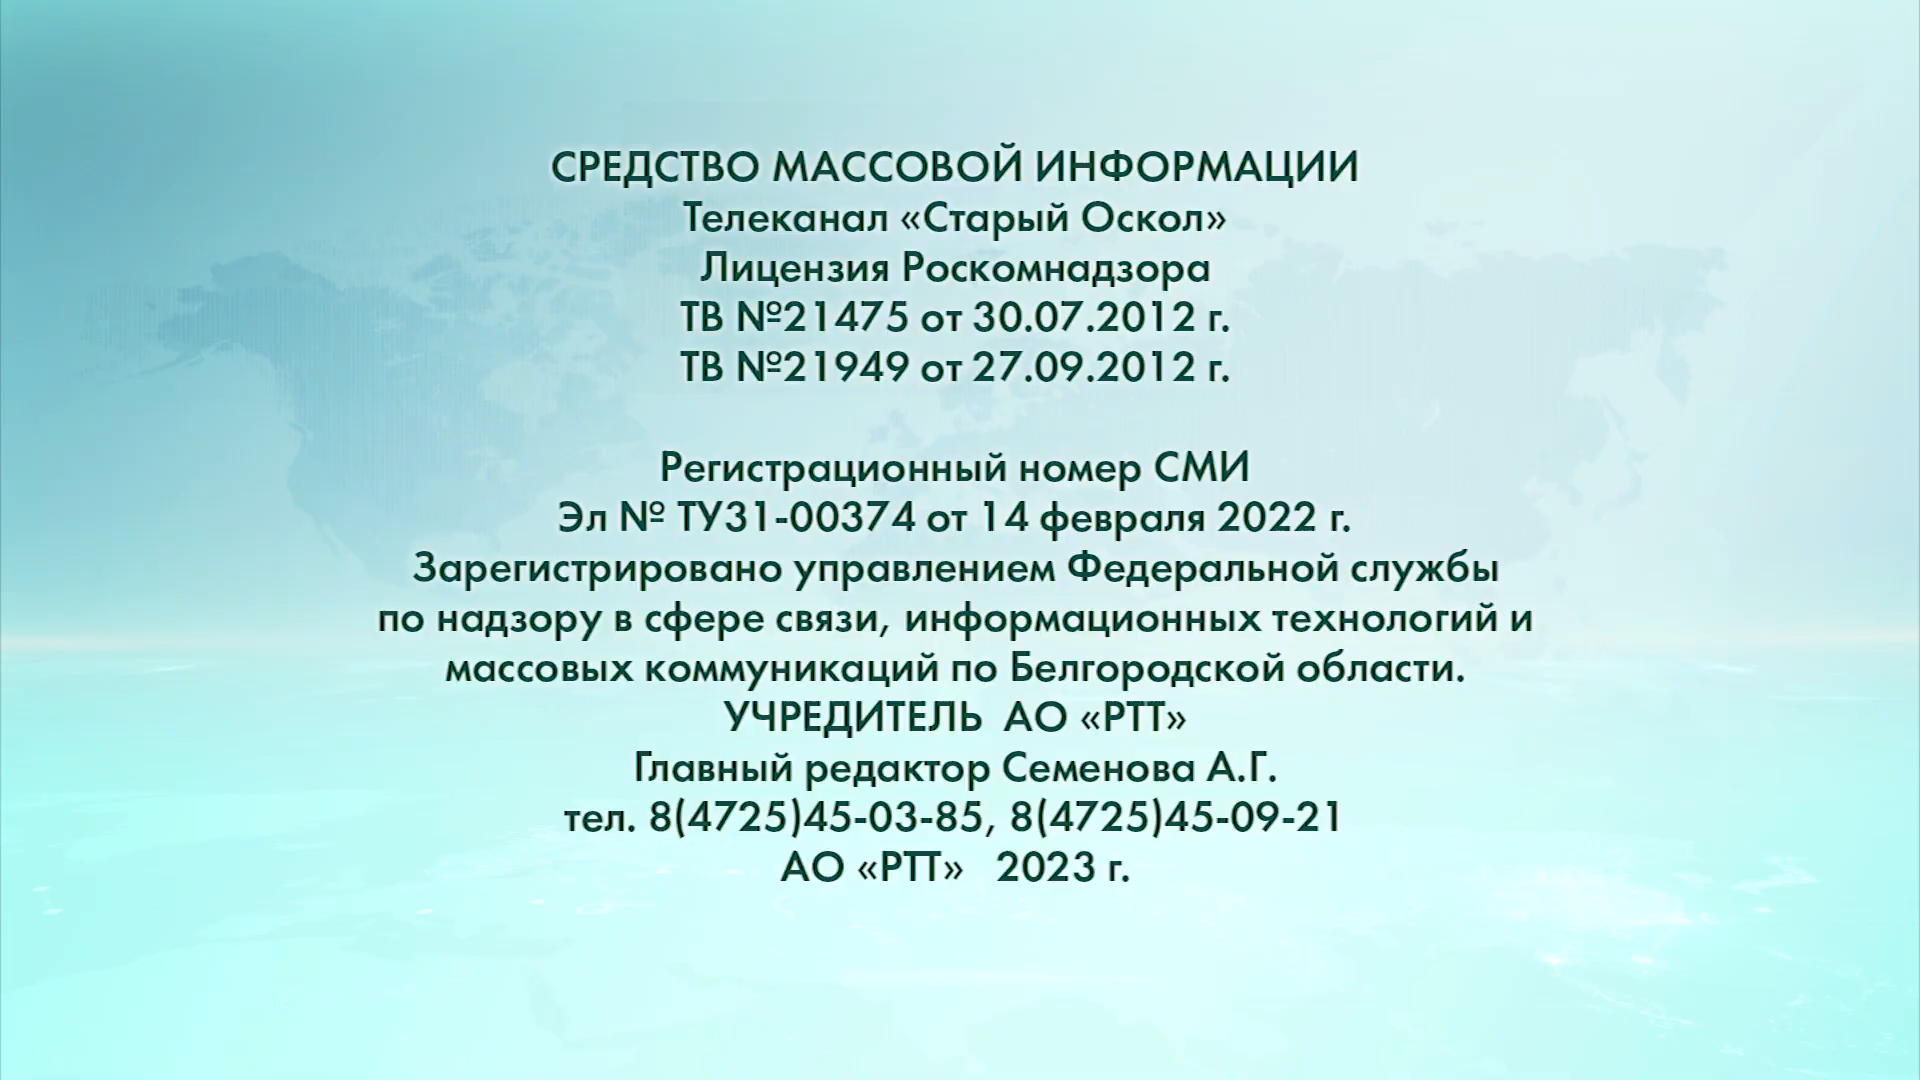 СРЕДСТВО МАССОВОЙ ИНФОРМАЦИИ
Телеканал «Старый Оскол»
Лицензия Роскомнадзора
ТВ №21475 от 30.07.2012 г.
ТВ №21949 от 27.09.2012 г.
Регистрационный номер СМИ
Эл № ТУ31-00374 от 14 февраля 2022 г.
Зарегистрировано управлением Федеральной службы
по надзору в сфере связи, информационных технологий и
массовых коммуникаций по Белгородской области.
УЧРЕДИТЕЛЬ  АО «РТТ»
Главный редактор Семенова А.Г.
тел. 8(4725)45-03-85, 8(4725)45-09-21
АО «РТТ»   2023 г.